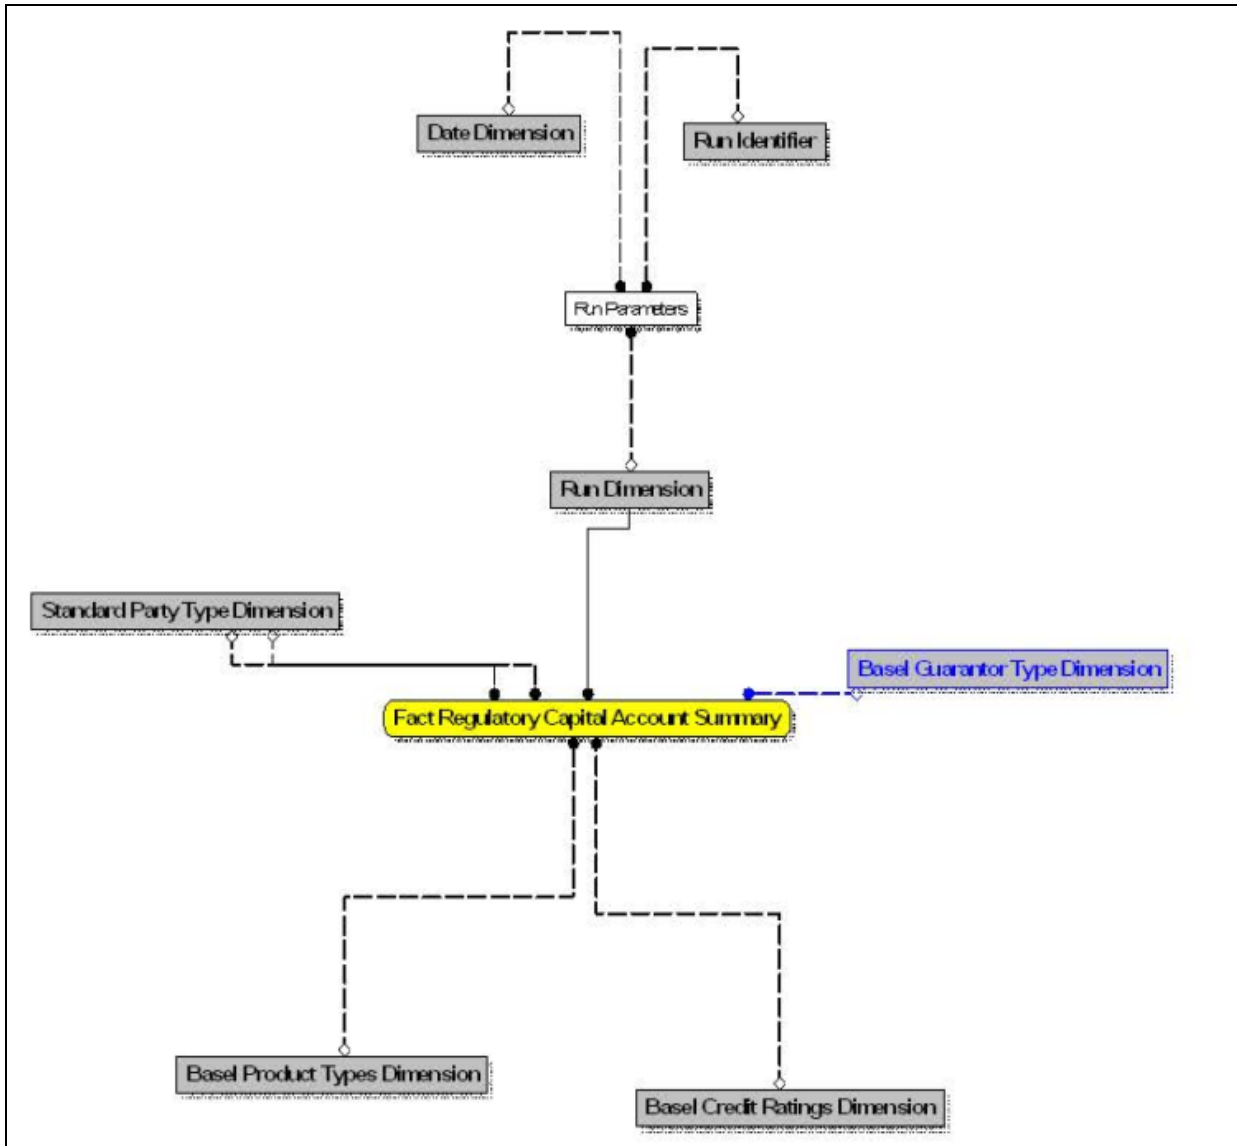 Date Dimension
Run Identifier
Run Parameters
Run Dimension
Standard Party Type Dimension
Basel Guarantor Type Dimension
Fact Regulatory Capital Account Summary
Basel Product Types Dimension
Basel Credit Ratings Dimension